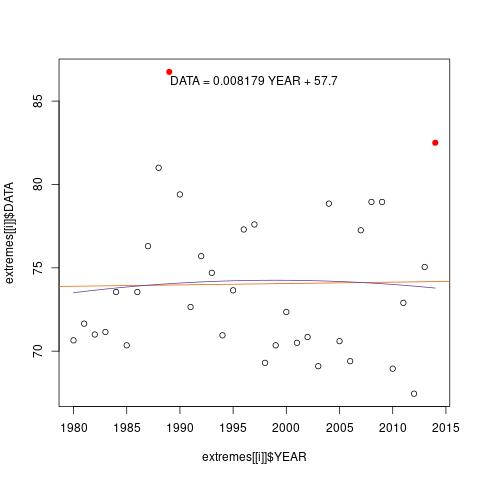 DATA = 0.008179 YEAR + 57.7
85
80
75
70
extremes[[i]]$DATA
1980 1985 1990 1995 2000 2005 2010 2015
extremes[[i]]$YEAR